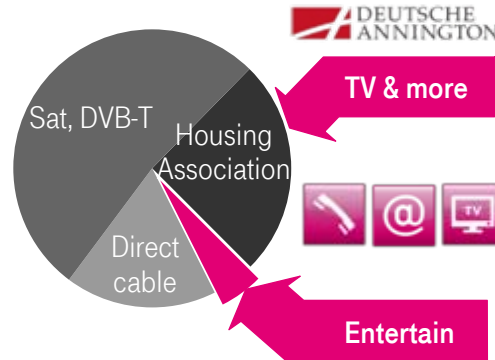 DEUTSCHE
ANNINGTON
TV & more
Sat, DVB-T
Housing
Association
@
TV
Direct
cable
Entertain